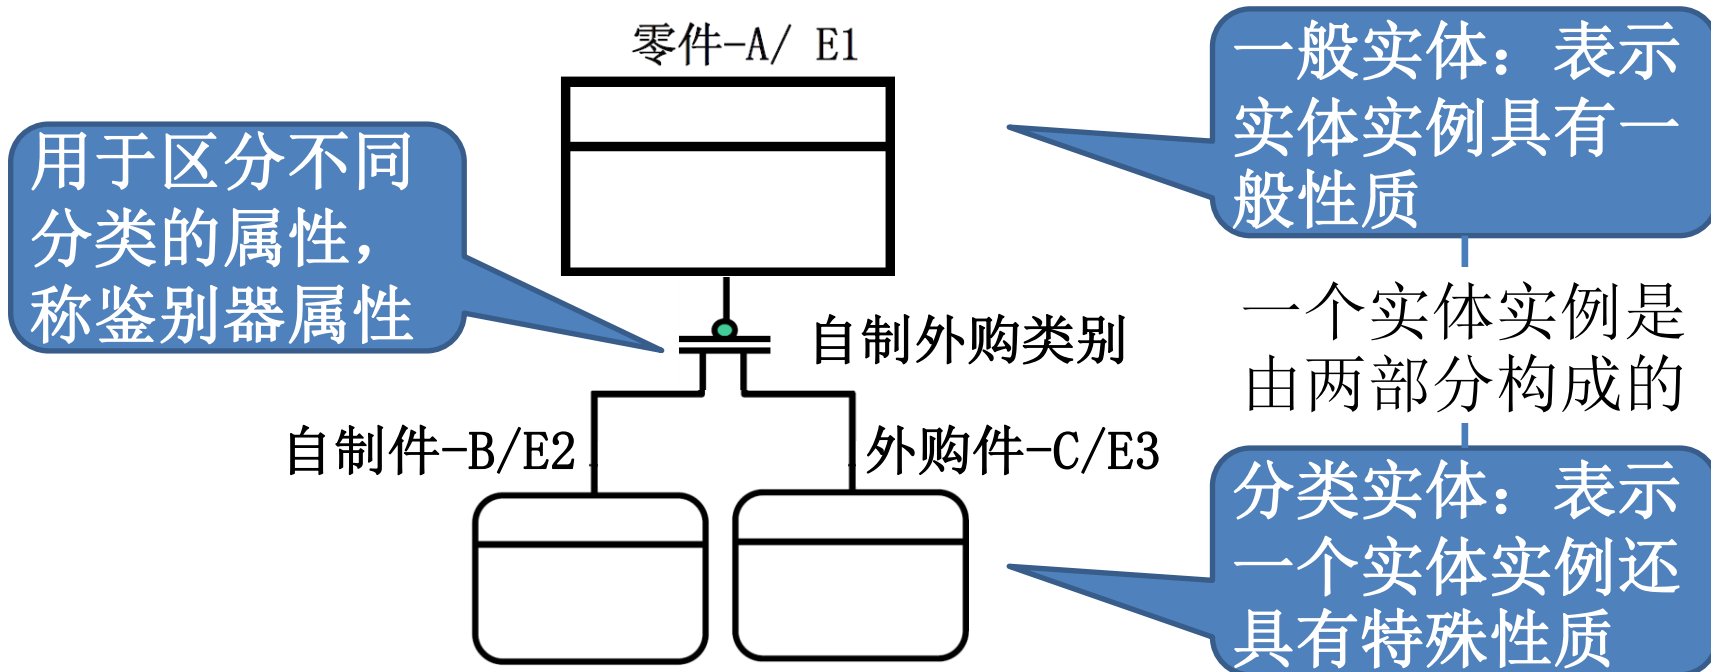 零件-A/ E1
一般实体：表示
实体实例具有一
般性质
用于区分不同
分类的属性，
称鉴别器属性
自制外购类别
一个实体实例是
由两部分构成的
自制件-B/E2
外购件-C/E3
分类实体：表示
一个实体实例还
具有特殊性质